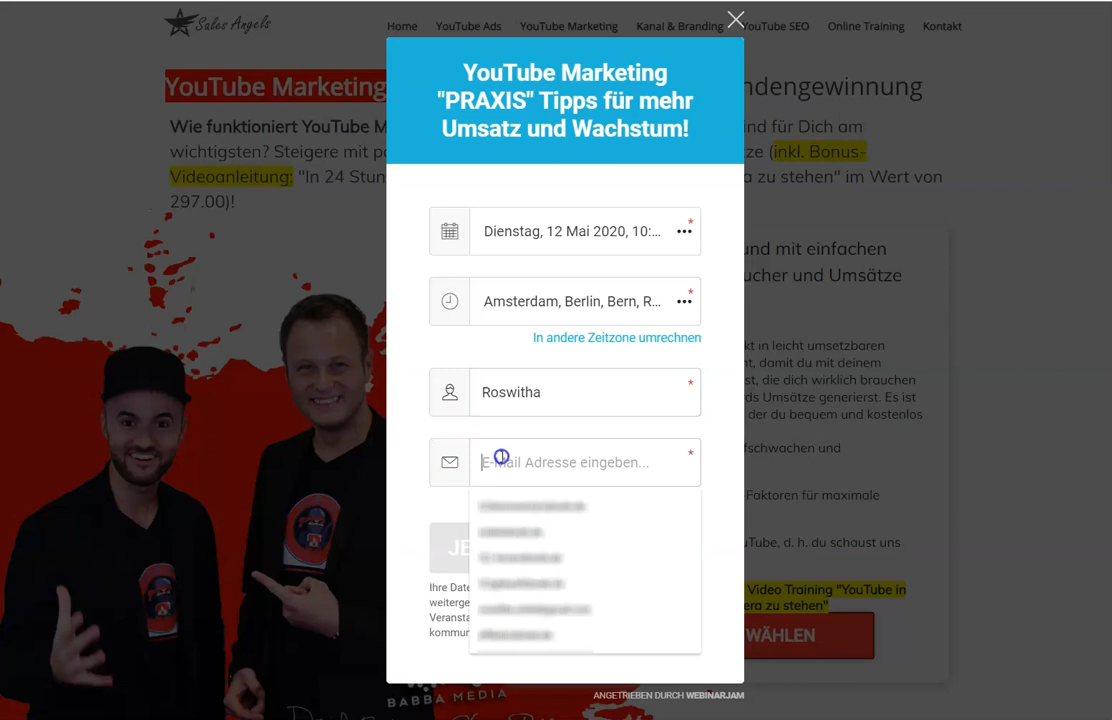 Sales Angels
Home YouTube Ads YouTube Marketing Kanal & Branding YouTube SEO Online Training Kontakt
YouTube Marketing
"PRAXIS" Tipps für mehr
Umsatz und Wachstum!
YouTube Marketing ndengewinnung
Wie funktioniert YouTube M ind für Dich am
wichtigsten? Steigere mit ze (inkl. Bonus-
Videoanleitung: "In 24 Stun a zu stehen" im Wert von
297.00)!
Dienstag, 12 Mai 2020, 10:... *
Amsterdam, Berlin, Bern, R... *
In andere Zeitzone umrechnen
Roswitha *
E-Mail Adresse eingeben... *
JE
Ihre Date
weiterge
Veransta
kommu
und mit einfachen
ucher und Umsätze
kt in leicht umsetzbaren
nt, damit du mit deinem
st, die dich wirklich brauchen
rds Umsätze generierst. Es ist
der du bequem und kostenlos
fschwachen und
-Faktoren für maximale
uTube, d. h. du schaust uns
Video Training "YouTube in
era zu stehen"
WÄHLEN
ANGETRIEBEN DURCH WEBINARJAM
BABBA MEDIA